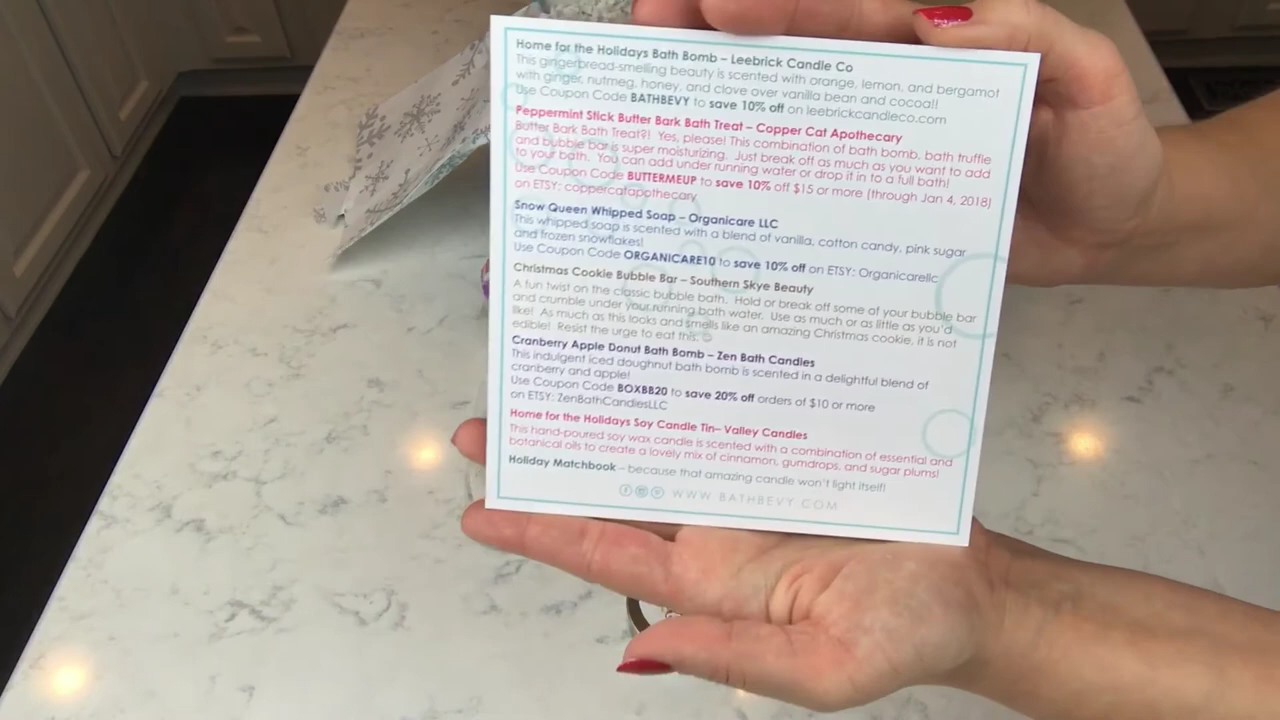 Home for the Holidays Bath Bomb – Leebrick Candle Co
This gingerbread-smelling beauty is scented with orange, lemon, and bergamot
with ginger, nutmeg, honey, and clove over vanilla bean and cocoa!!
Use Coupon Code BATHBEVY to save 10% off on leebrickcandleco.com
Peppermint Stick Butter Bark Bath Treat – Copper Cat Apothecary
Butter Bark Bath Treat?! Yes, please! This combination of bath bomb, bath truffle
and bubble bar is super moisturizing. Just break off as much as you want to add
to your bath. You can add under running water or drop it in to a full bath!
Use Coupon Code BUTTERMEUP to save 10% off $15 or more (through Jan 4, 2018)
on ETSY: coppercatapothecary
Snow Queen Whipped Soap – Organicare LLC
This whipped soap is scented with a blend of vanilla, cotton candy, pink sugar
and frozen snowflakes!
Use Coupon Code ORGANICARE10 to save 10% off on ETSY: Organicarellc
Christmas Cookie Bubble Bar – Southern Skye Beauty
A fun twist on the classic bubble bath. Hold or break off some of your bubble bar
and crumble under your running bath water. Use as much or as little as you'd
like! As much as this looks and smells like an amazing Christmas cookie, it is not
edible! Resist the urge to eat this. ☺
Cranberry Apple Donut Bath Bomb – Zen Bath Candies
This indulgent iced doughnut bath bomb is scented in a delightful blend of
cranberry and apple!
Use Coupon Code BOXBB20 to save 20% off orders of $10 or more
on ETSY: ZenBathCandiesLLC
Home for the Holidays Soy Candle Tin– Valley Candles
This hand-poured soy wax candle is scented with a combination of essential and
botanical oils to create a lovely mix of cinnamon, gumdrops, and sugar plums!
Holiday Matchbook – because that amazing candle won't light itself!
WWW.BATHBEVY.COM